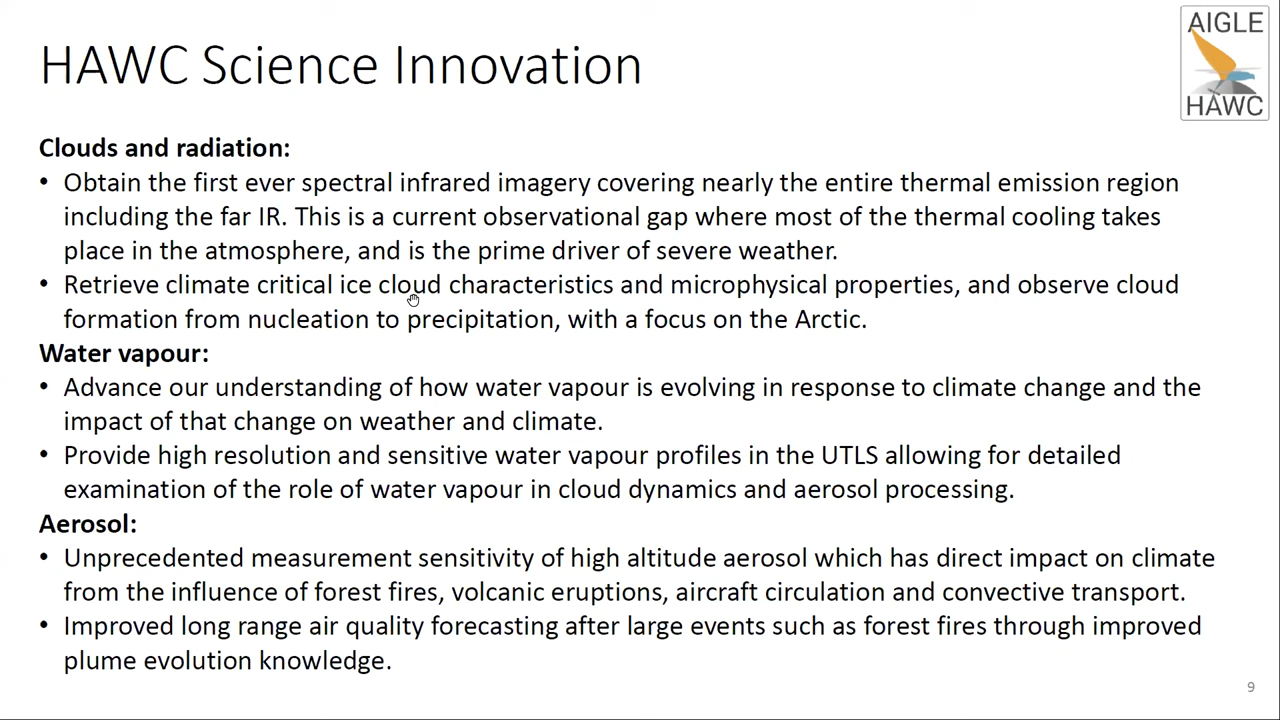 HAWC Science Innovation
AIGLE
HAWC
Clouds and radiation:
• Obtain the first ever spectral infrared imagery covering nearly the entire thermal emission region
including the far IR. This is a current observational gap where most of the thermal cooling takes
place in the atmosphere, and is the prime driver of severe weather.
• Retrieve climate critical ice cloud characteristics and microphysical properties, and observe cloud
formation from nucleation to precipitation, with a focus on the Arctic.
Water vapour:
• Advance our understanding of how water vapour is evolving in response to climate change and the
impact of that change on weather and climate.
• Provide high resolution and sensitive water vapour profiles in the UTLS allowing for detailed
examination of the role of water vapour in cloud dynamics and aerosol processing.
Aerosol:
• Unprecedented measurement sensitivity of high altitude aerosol which has direct impact on climate
from the influence of forest fires, volcanic eruptions, aircraft circulation and convective transport.
• Improved long range air quality forecasting after large events such as forest fires through improved
plume evolution knowledge.
9